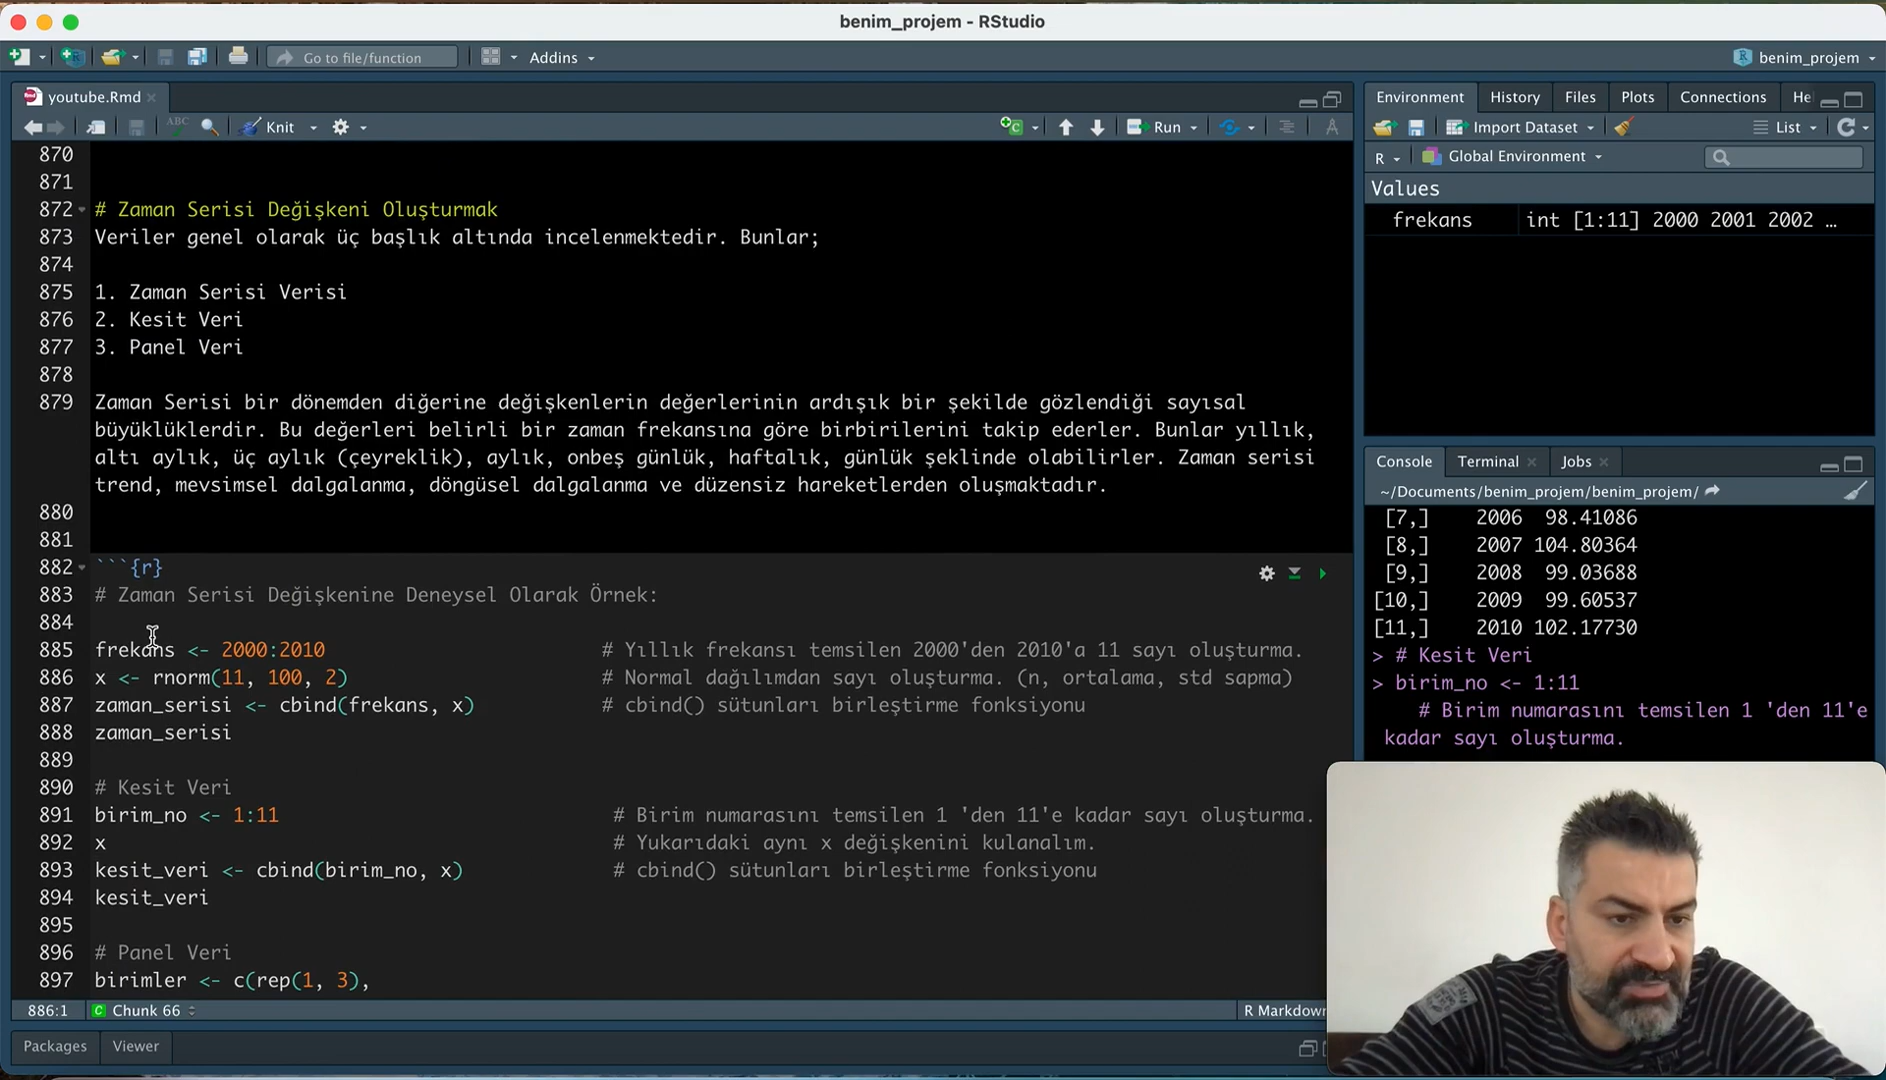 benim_projem - RStudio
Go to file/function
Addins
benim_projem
youtube.Rmd
ABC
Knit
Run
870
871
872 # Zaman Serisi Değişkeni Oluşturmak
873 Veriler genel olarak üç başlık altında incelenmektedir. Bunlar;
874
875 1. Zaman Serisi Verisi
876 2. Kesit Veri
877 3. Panel Veri
878
879 Zaman Serisi bir dönemden diğerine değişkenlerin değerlerinin ardışık bir şekilde gözlendiği sayısal
büyüklüklerdir. Bu değerleri belirli bir zaman frekansına göre birbirilerini takip ederler. Bunlar yıllık,
altı aylık, üç aylık (çeyreklik), aylık, onbeş günlük, haftalık, günlük şeklinde olabilirler. Zaman serisi
trend, mevsimsel dalgalanma, döngüsel dalgalanma ve düzensiz hareketlerden oluşmaktadır.
880
881
882 ```{r}
883 # Zaman Serisi Değişkenine Deneysel Olarak Örnek:
884
885 frekans <- 2000:2010 # Yıllık frekansı temsilen 2000'den 2010'a 11 sayı oluşturma.
886 x <- rnorm(11, 100, 2) # Normal dağılımdan sayı oluşturma. (n, ortalama, std sapma)
887 zaman_serisi <- cbind(frekans, x) # cbind() sütunları birleştirme fonksiyonu
888 zaman_serisi
889
890 # Kesit Veri
891 birim_no <- 1:11 # Birim numarasını temsilen 1 'den 11'e kadar sayı oluşturma.
892 x # Yukarıdaki aynı x değişkenini kulanalım.
893 kesit_veri <- cbind(birim_no, x) # cbind() sütunları birleştirme fonksiyonu
894 kesit_veri
895
896 # Panel Veri
897 birimler <- c(rep(1, 3),
886:1 Chunk 66 R Markdown
Packages Viewer
Environment History Files Plots Connections He
Import Dataset List
R Global Environment
Values
frekans int [1:11] 2000 2001 2002 …
Console Terminal Jobs
~/Documents/benim_projem/benim_projem/
[7,] 2006 98.41086
[8,] 2007 104.80364
[9,] 2008 99.03688
[10,] 2009 99.60537
[11,] 2010 102.17730
> # Kesit Veri
> birim_no <- 1:11
# Birim numarasını temsilen 1 'den 11'e
kadar sayı oluşturma.